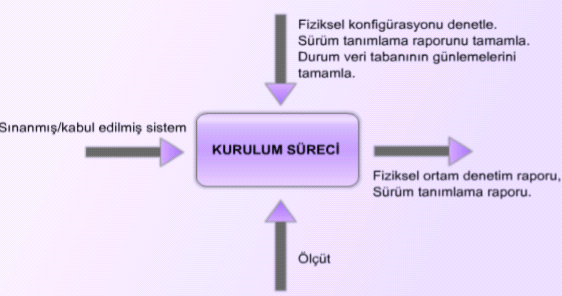 Fiziksel konfigürasyonu denetle.
Sürüm tanımlama raporunu tamamla.
Durum veri tabanının günlemelerini
tamamla.
Sınanmış/kabul edilmiş sistem
KURULUM SÜRECİ
Fiziksel ortam denetim raporu,
Sürüm tanımlama raporu.
Ölçüt